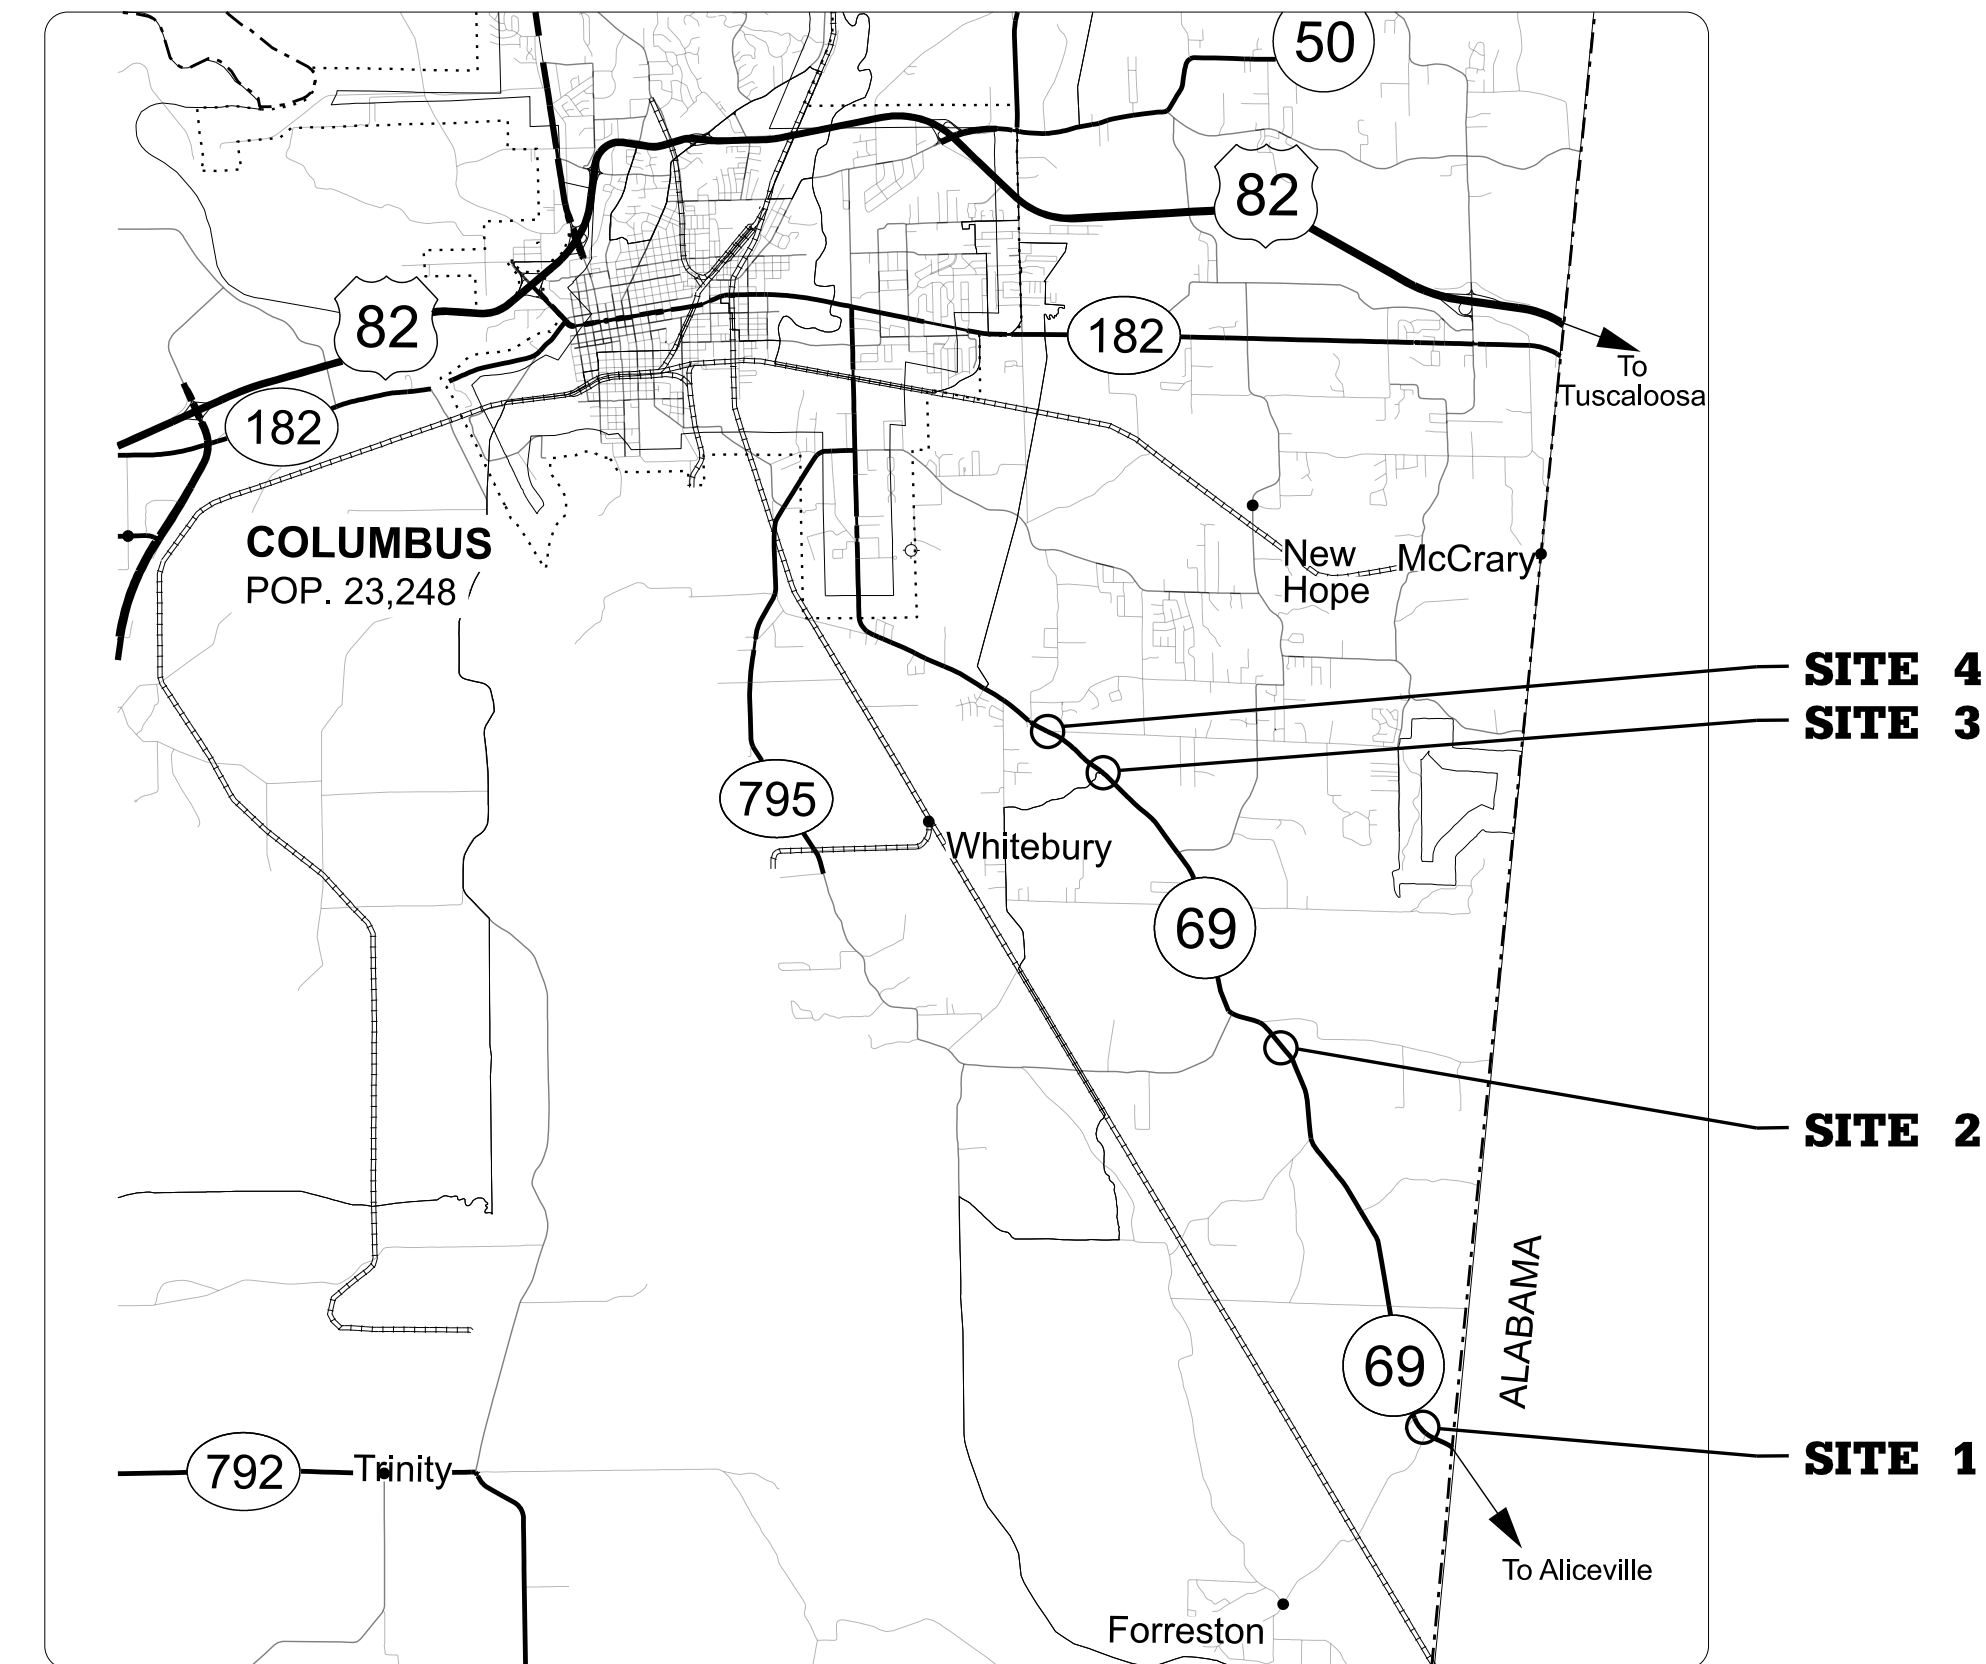 50
82
82
182
To
Tuscaloosa
182
COLUMBUS
POP. 23,248
New
Hope
McCrary
SITE 4
SITE 3
795
Whitebury
69
SITE 2
ALABAMA
69
SITE 1
792
Trinity
To Aliceville
Forreston